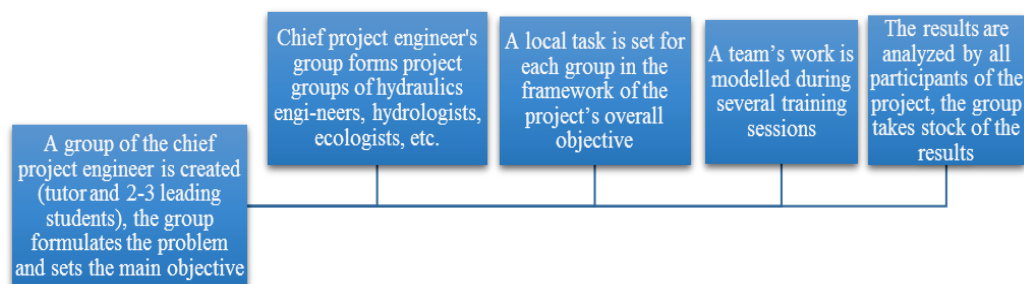 A group of the chief
project engineer is created
(tutor and 2-3 leading
students), the group
formulates the problem
and sets the main objective
Chief project engineer's
group forms project
groups of hydraulics
engi-neers, hydrologists,
ecologists, etc.
A local task is set for
each group in the
framework of the
project's overall
objective
A team's work is
modelled during
several training
sessions
The results are
analyzed by all
participants of the
project, the group
takes stock of the
results